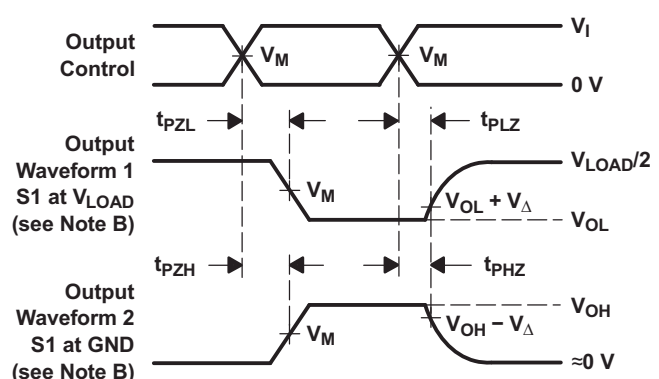 Output
Control
V_M
V_M
V_I
0 V
t_PZL
t_PLZ
Output
Waveform 1
S1 at V_LOAD
(see Note B)
V_M
V_LOAD/2
V_OL + V_Δ
V_OL
t_PZH
t_PHZ
Output
Waveform 2
S1 at GND
(see Note B)
V_M
V_OH
V_OH − V_Δ
≈0 V